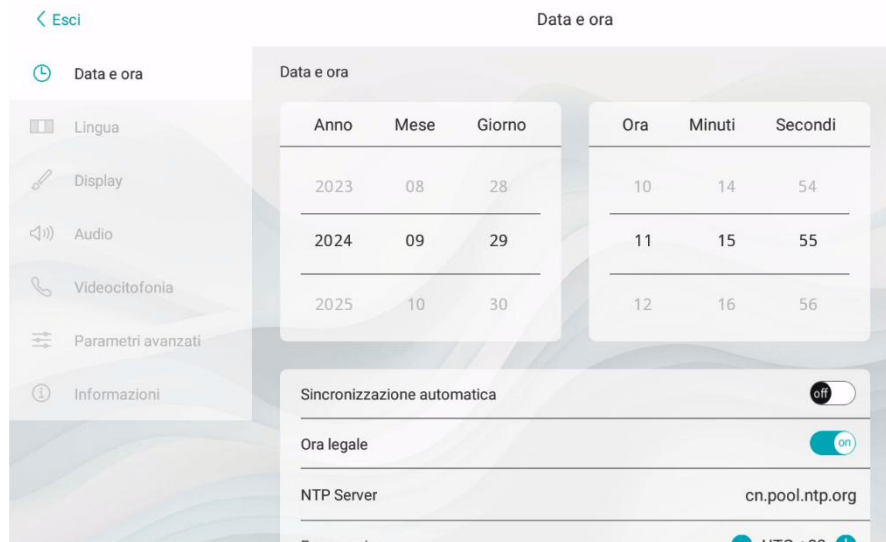 Esci
Data e ora
Data e ora
Lingua
Display
Audio
Videocitofonia
Parametri avanzati
Informazioni
Data e ora
Anno Mese Giorno
2023 08 28
2024 09 29
2025 10 30
Ora Minuti Secondi
10 14 54
11 15 55
12 16 56
Sincronizzazione automatica off
Ora legale on
NTP Server cn.pool.ntp.org